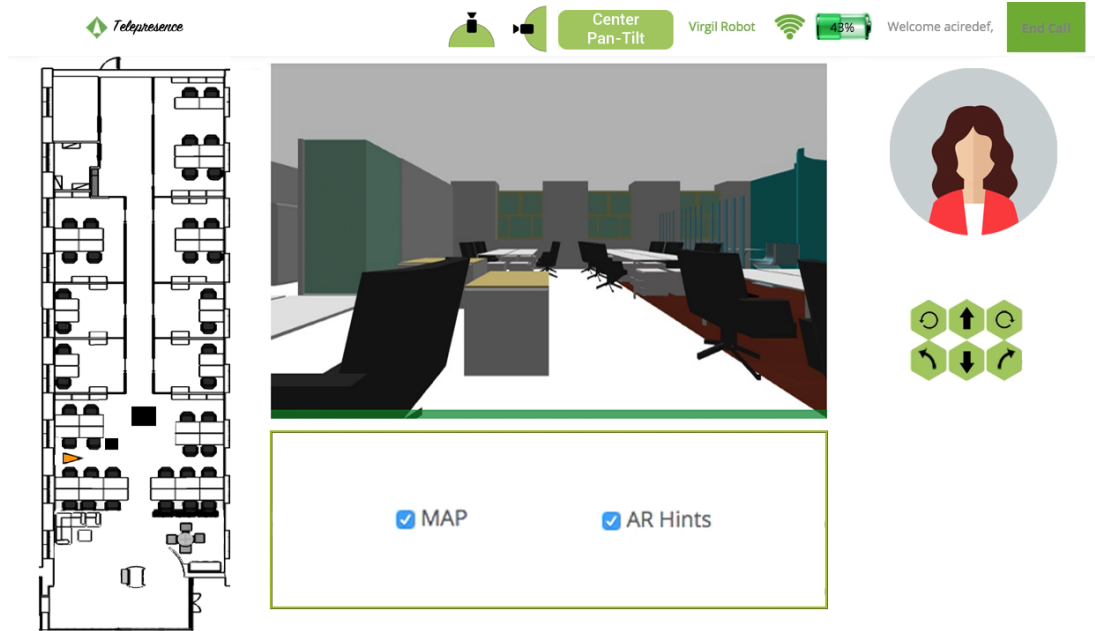 Telepresence
Center
Pan-Tilt
Virgil Robot
43%
Welcome aciredef,
End Call
MAP
AR Hints